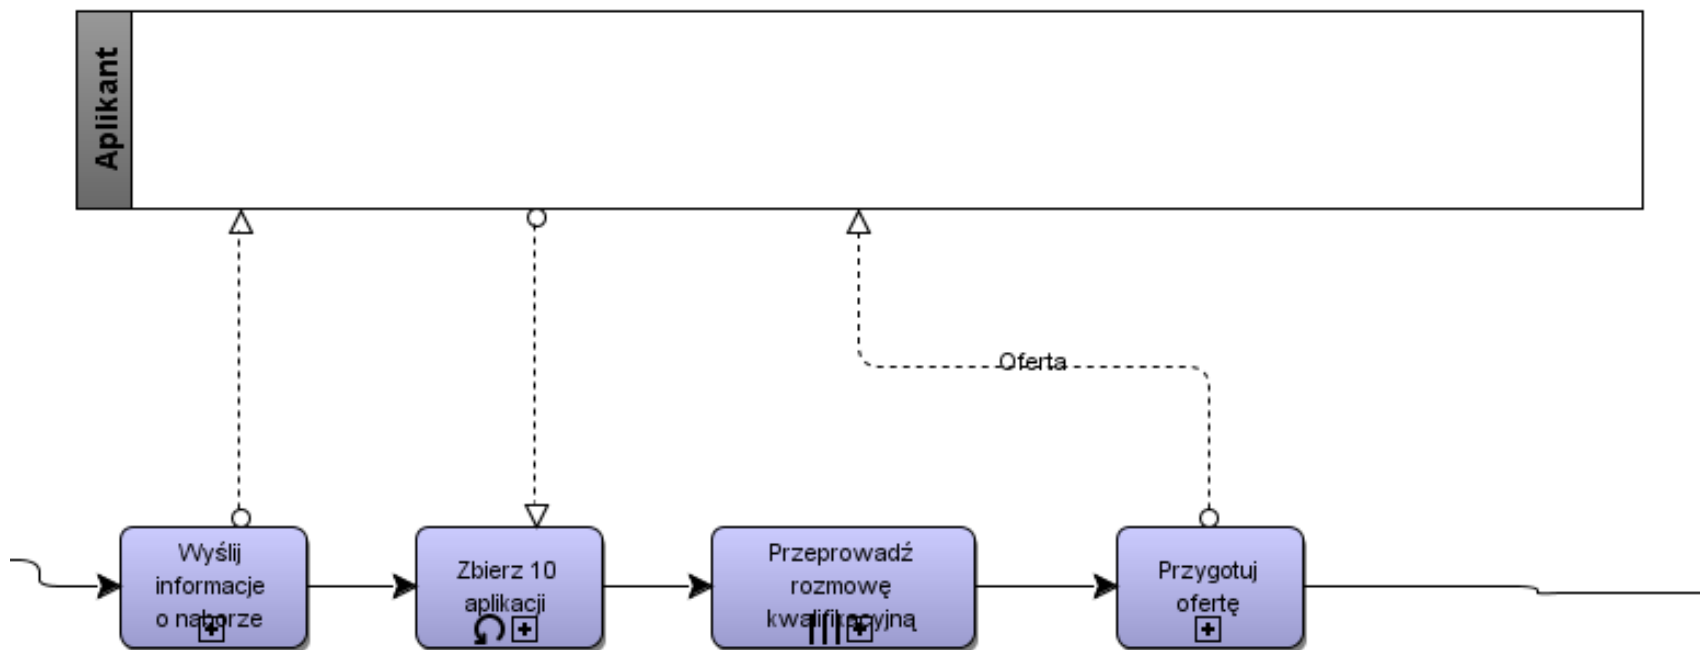 Aplikant
Oferta
Wyślij
informacje
o naborze
Zbierz 10
aplikacji
Przeprowadź
rozmowę
kwalifikacyjną
Przygotuj
ofertę